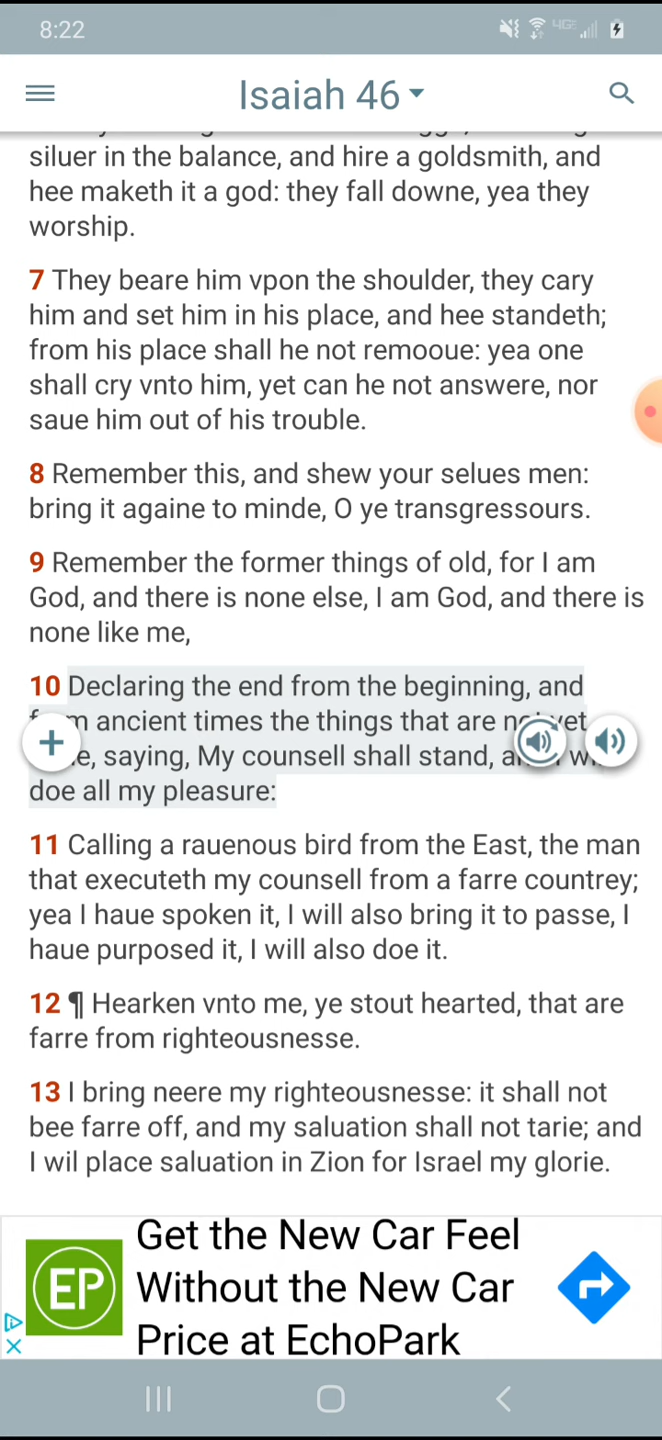 8:22
4GE
Isaiah 46
siluer in the balance, and hire a goldsmith, and
hee maketh it a god: they fall downe, yea they
worship.
7 They beare him vpon the shoulder, they cary
him and set him in his place, and hee standeth;
from his place shall he not remooue: yea one
shall cry vnto him, yet can he not answere, nor
saue him out of his trouble.
8 Remember this, and shew your selues men:
bring it againe to minde, O ye transgressours.
9 Remember the former things of old, for I am
God, and there is none else, I am God, and there is
none like me,
10 Declaring the end from the beginning, and
ancient times the things that are yet
saying, My counsell shall stand,
doe all my pleasure:
11 Calling a rauenous bird from the East, the man
that executeth my counsell from a farre countrey;
yea I haue spoken it, I will also bring it to passe, I
haue purposed it, I will also doe it.
12 ¶ Hearken vnto me, ye stout hearted, that are
farre from righteousnesse.
13 I bring neere my righteousnesse: it shall not
bee farre off, and my saluation shall not tarie; and
I wil place saluation in Zion for Israel my glorie.
EP
Get the New Car Feel
Without the New Car
Price at EchoPark